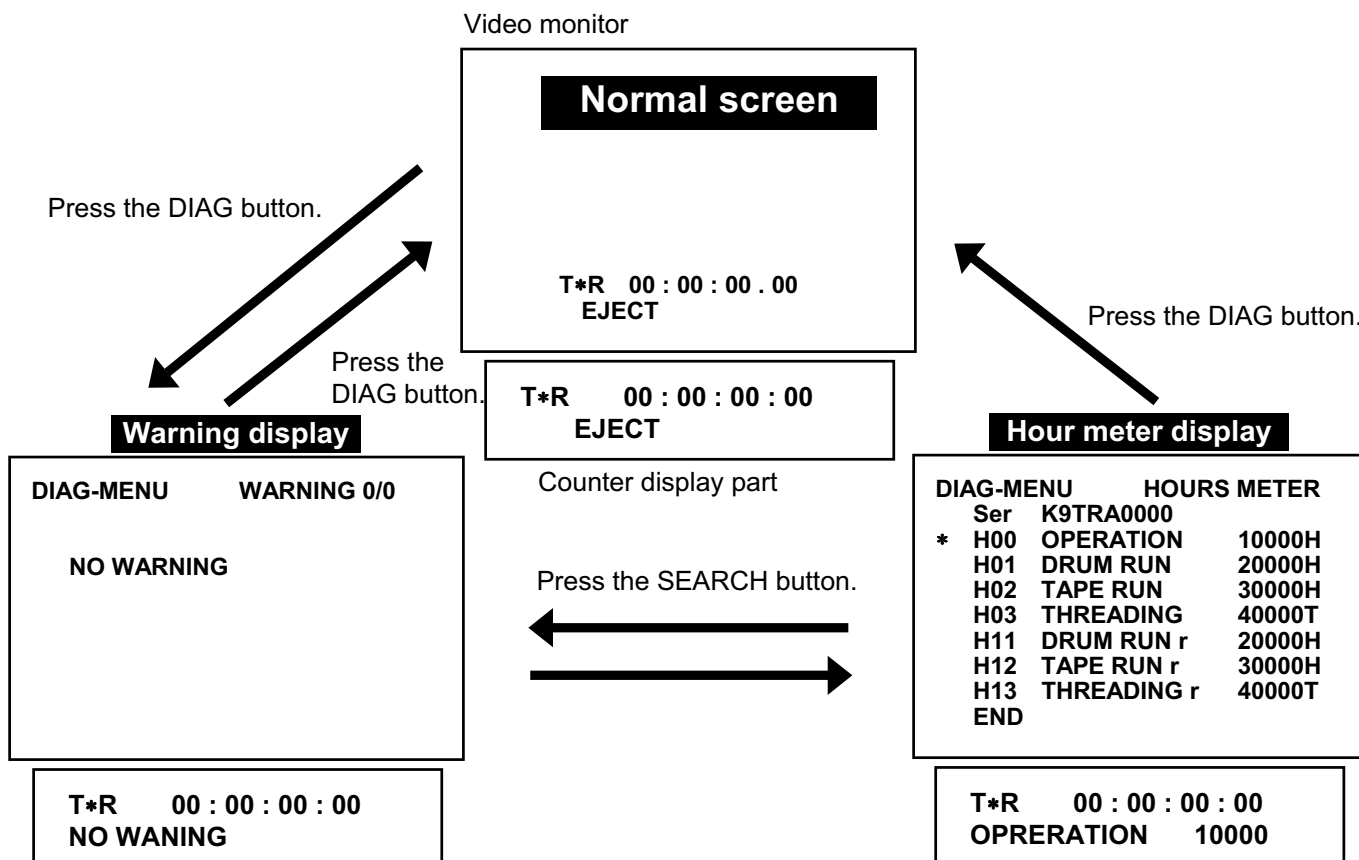 Video monitor
Normal screen
T*R 00 : 00 : 00 . 00
EJECT
Press the DIAG button.
Press the
DIAG button.
Press the DIAG button.
T*R 00 : 00 : 00 : 00
EJECT
Counter display part
Warning display
DIAG-MENU WARNING 0/0
NO WARNING
T*R 00 : 00 : 00 : 00
NO WANING
Press the SEARCH button.
Hour meter display
DIAG-MENU HOURS METER
Ser K9TRA0000
* H00 OPERATION 10000H
H01 DRUM RUN 20000H
H02 TAPE RUN 30000H
H03 THREADING 40000T
H11 DRUM RUN r 20000H
H12 TAPE RUN r 30000H
H13 THREADING r 40000T
END
T*R 00 : 00 : 00 : 00
OPRERATION 10000